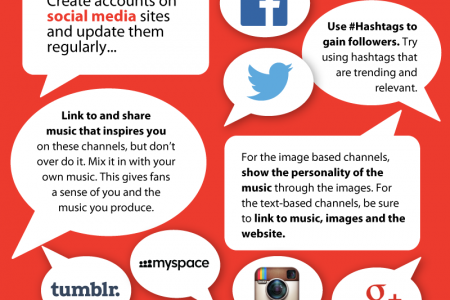 Create accounts on
social media sites
and update them
regularly...
f
Use #Hashtags to
gain followers. Try
using hashtags that
are trending and
relevant.
Link to and share
music that inspires you
on these channels, but don't
over do it. Mix it in with your
own music. This gives fans
a sense of you and the
music you produce.
For the image based channels,
show the personality of the
music through the images. For
the text-based channels, be sure
to link to music, images and the
website.
myspace
tumblr.
g+